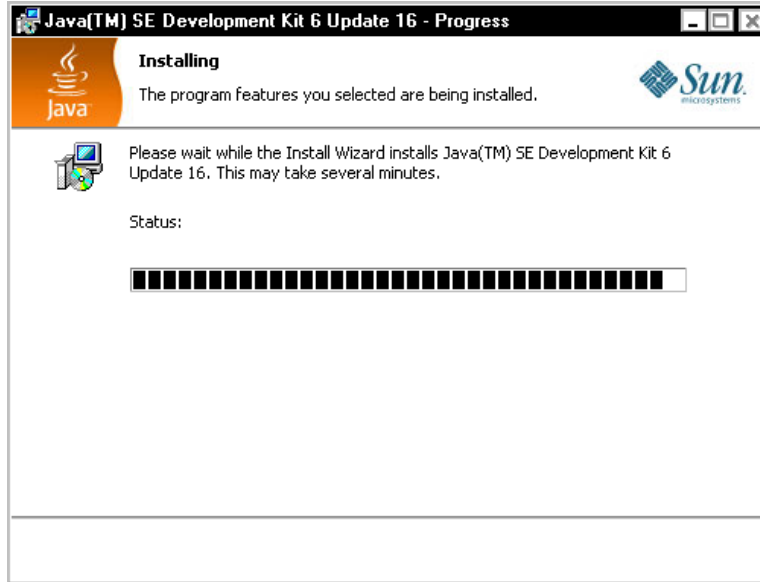 Java(TM) SE Development Kit 6 Update 16 - Progress
Installing
The program features you selected are being installed.
Java
Sun
microsystems
Please wait while the Install Wizard installs Java(TM) SE Development Kit 6
Update 16. This may take several minutes.
Status: